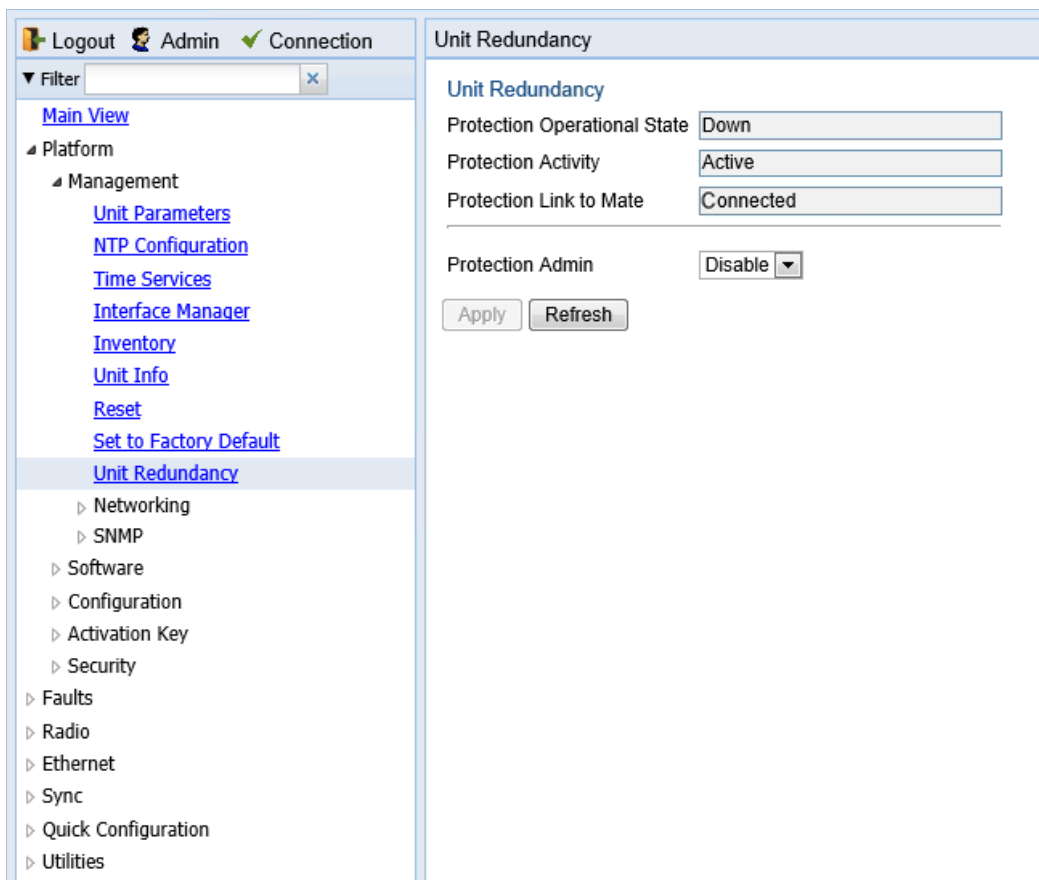 Logout Admin Connection
Filter
Main View
Platform
Management
Unit Parameters
NTP Configuration
Time Services
Interface Manager
Inventory
Unit Info
Reset
Set to Factory Default
Unit Redundancy
Networking
SNMP
Software
Configuration
Activation Key
Security
Faults
Radio
Ethernet
Sync
Quick Configuration
Utilities
Unit Redundancy
Unit Redundancy
Protection Operational State Down
Protection Activity Active
Protection Link to Mate Connected
Protection Admin Disable
Apply Refresh